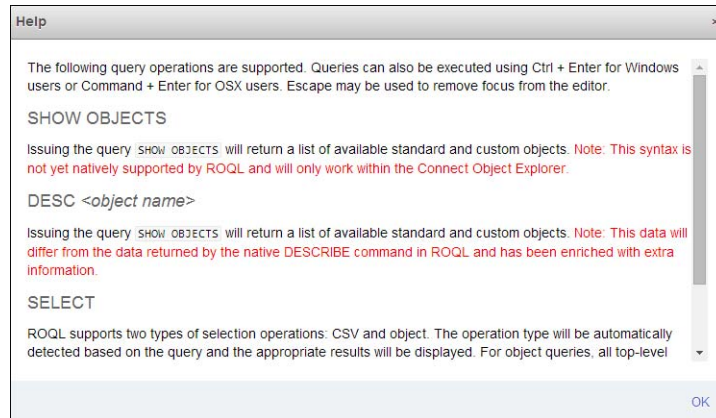 Help
The following query operations are supported. Queries can also be executed using Ctrl + Enter for Windows
users or Command + Enter for OSX users. Escape may be used to remove focus from the editor.
SHOW OBJECTS
Issuing the query SHOW OBJECTS will return a list of available standard and custom objects. Note: This syntax is
not yet natively supported by ROQL and will only work within the Connect Object Explorer.
DESC <object name>
Issuing the query SHOW OBJECTS will return a list of available standard and custom objects. Note: This data will
differ from the data returned by the native DESCRIBE command in ROQL and has been enriched with extra
information.
SELECT
ROQL supports two types of selection operations: CSV and object. The operation type will be automatically
detected based on the query and the appropriate results will be displayed. For object queries, all top-level
OK